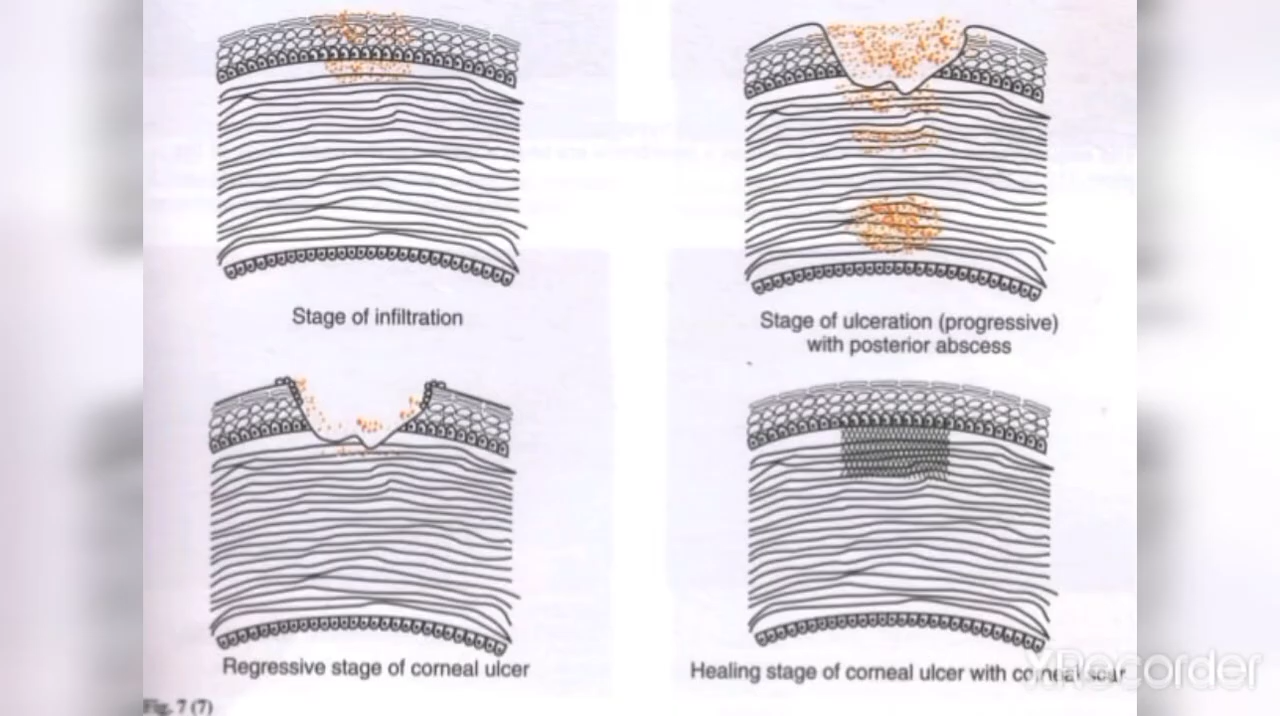 Stage of infiltration
Stage of ulceration (progressive)
with posterior abscess
Regressive stage of corneal ulcer
Healing stage of corneal ulcer with corneal scar
XRecorder
Fig. 7 (7)